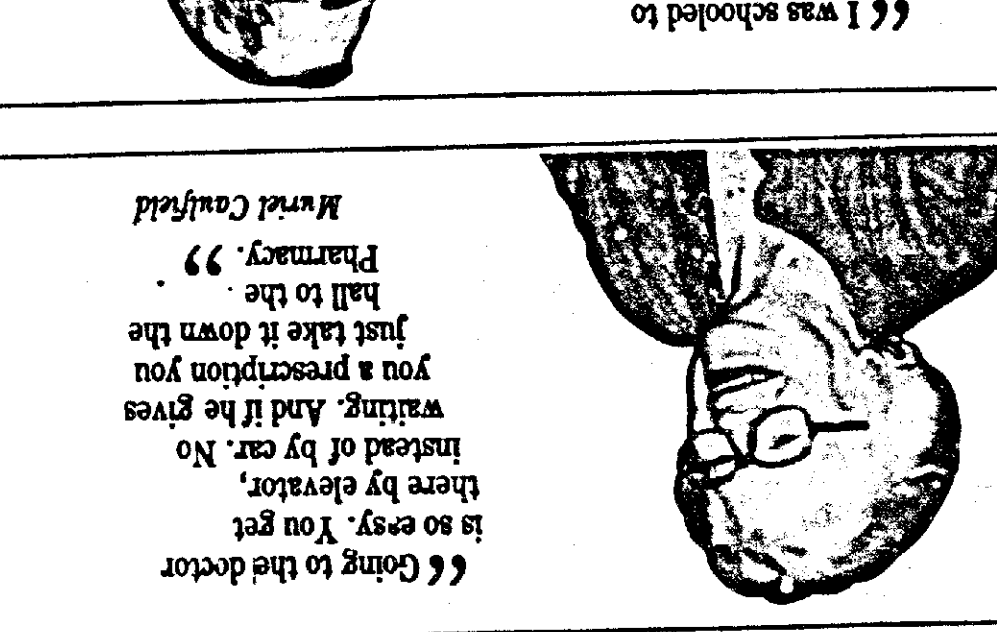 “Going to the doctor
is so easy. You get
there by elevator,
instead of by car. No
waiting. And if he gives
you a prescription you
just take it down the
hall to the
Pharmacy.”
Muriel Caulfield
“I was schooled to